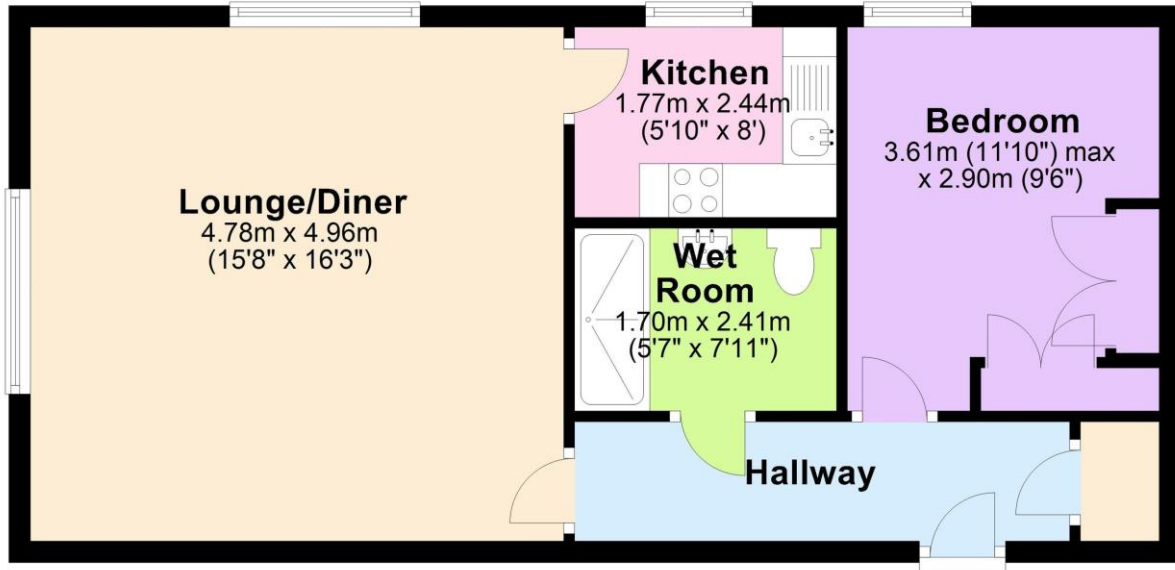 Kitchen
1.77m x 2.44m
(5'10" x 8')
Bedroom
3.61m (11'10") max
x 2.90m (9'6")
Lounge/Diner
4.78m x 4.96m
(15'8" x 16'3")
Wet
Room
1.70m x 2.41m
(5'7" x 7'11")
Hallway